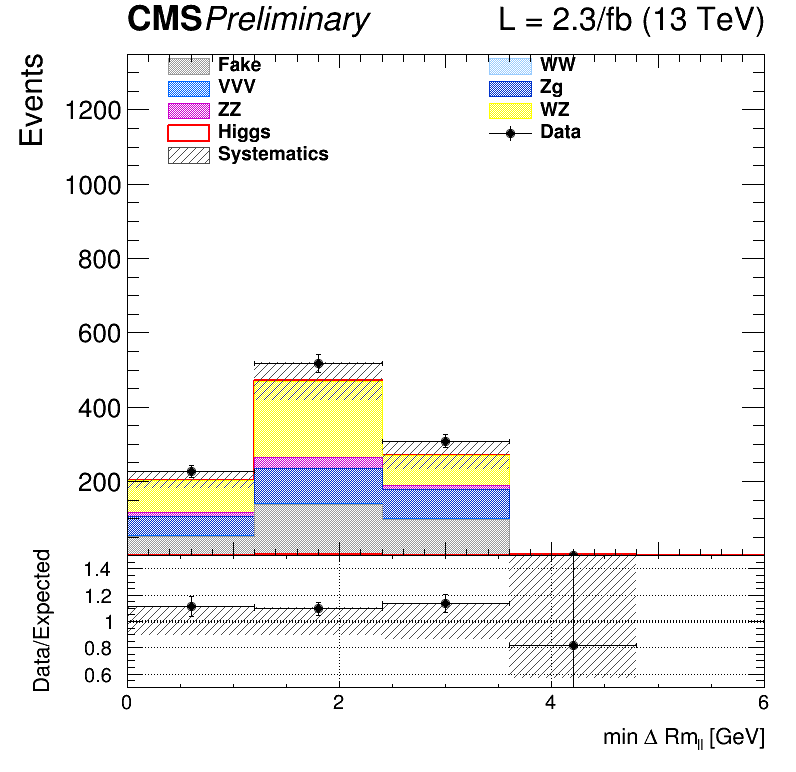 CMS Preliminary L = 2.3/fb (13 TeV)
Events
Fake WW
VVV Zg
ZZ WZ
Higgs Data
Systematics
1200
1000
800
600
400
200
Data/Expected
1.4
1.2
1
0.8
0.6
0 2 4 6
min Δ Rm_ll [GeV]